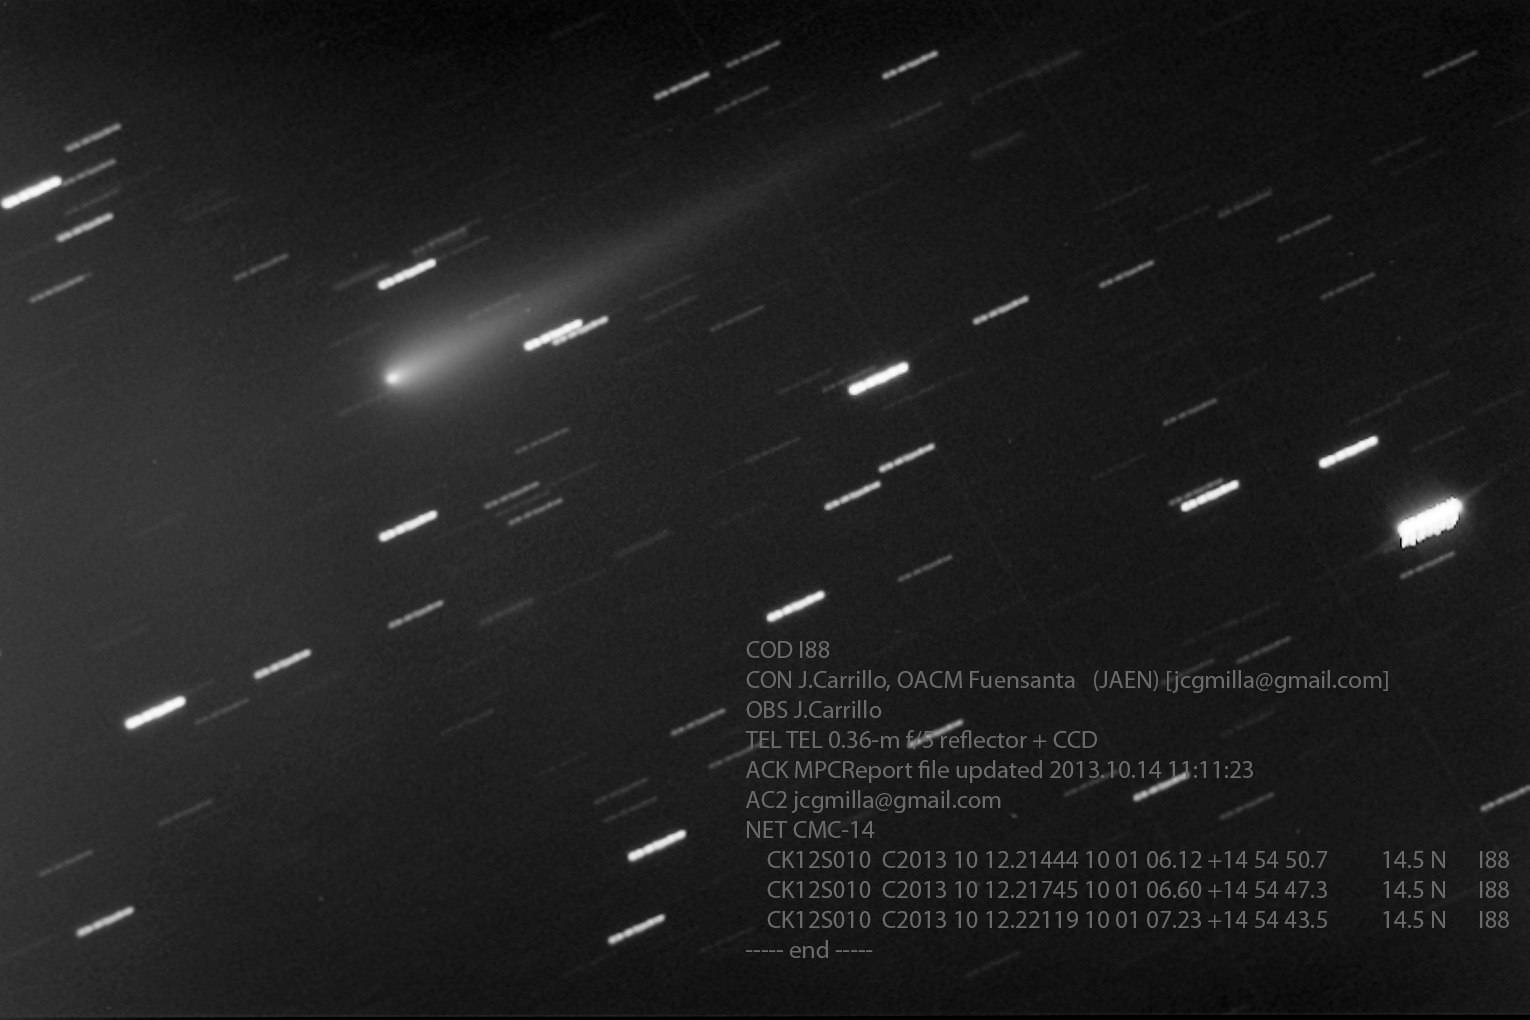 COD I88
CON J.Carrillo, OACM Fuensanta (JAEN) [jcgmilla@gmail.com]
OBS J.Carrillo
TEL TEL 0.36-m f/5 reflector + CCD
ACK MPCReport file updated 2013.10.14 11:11:23
AC2 jcgmilla@gmail.com
NET CMC-14
CK12S010 C2013 10 12.21444 10 01 06.12 +14 54 50.7 14.5 N I88
CK12S010 C2013 10 12.21745 10 01 06.60 +14 54 47.3 14.5 N I88
CK12S010 C2013 10 12.22119 10 01 07.23 +14 54 43.5 14.5 N I88
----- end -----